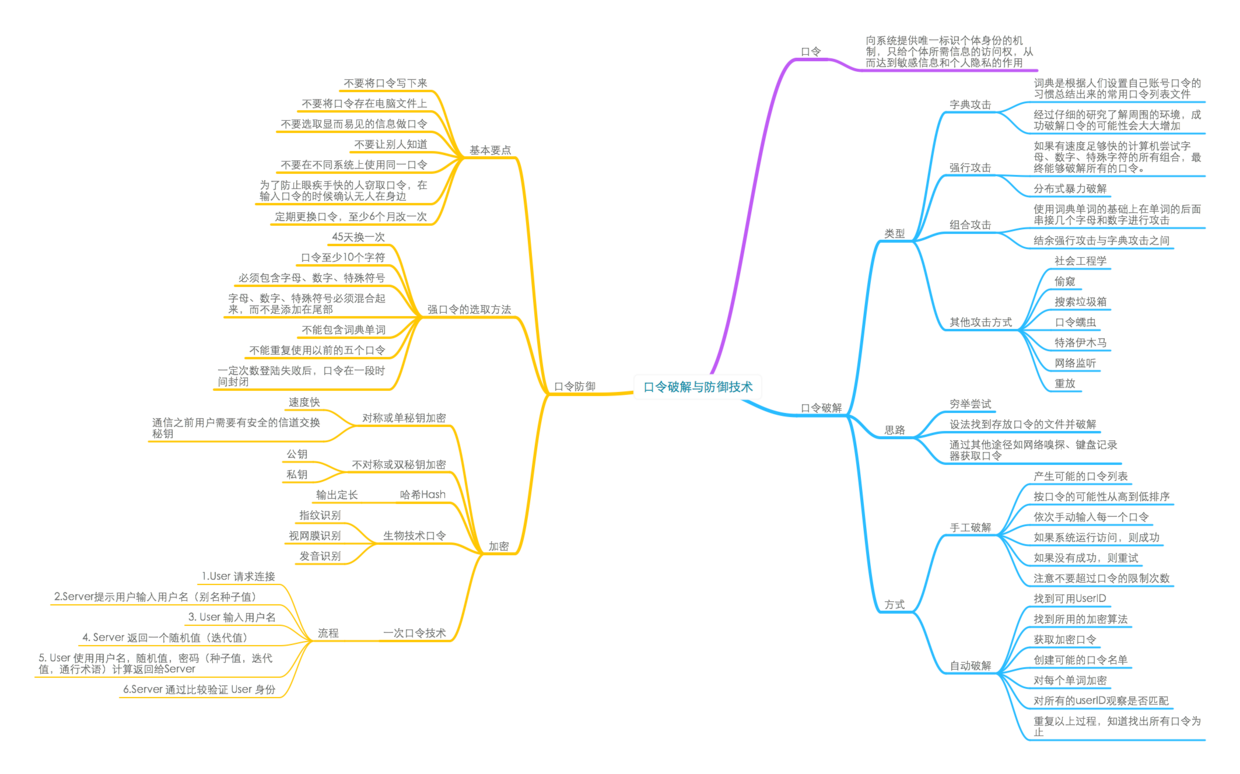 口令破解与防御技术
口令
向系统提供唯一标识个体身份的机
制，只给个体所需信息的访问权，从
而达到敏感信息和个人隐私的作用
口令破解
类型
字典攻击
词典是根据人们设置自己账号口令的
习惯总结出来的常用口令列表文件
经过仔细的研究了解周围的环境，成
功破解口令的可能性会大大增加
强行攻击
如果有速度足够快的计算机尝试字
母、数字、特殊字符的所有组合，最
终能够破解所有的口令。
分布式暴力破解
组合攻击
使用词典单词的基础上在单词的后面
串接几个字母和数字进行攻击
结余强行攻击与字典攻击之间
其他攻击方式
社会工程学
偷窥
搜索垃圾箱
口令蠕虫
特洛伊木马
网络监听
重放
思路
穷举尝试
设法找到存放口令的文件并破解
通过其他途径如网络嗅探、键盘记录
器获取口令
方式
手工破解
产生可能的口令列表
按口令的可能性从高到低排序
依次手动输入每一个口令
如果系统运行访问，则成功
如果没有成功，则重试
注意不要超过口令的限制次数
自动破解
找到可用UserID
找到所用的加密算法
获取加密口令
创建可能的口令名单
对每个单词加密
对所有的userID观察是否匹配
重复以上过程，知道找出所有口令为
止
口令防御
基本要点
不要将口令写下来
不要将口令存在电脑文件上
不要选取显而易见的信息做口令
不要让别人知道
不要在不同系统上使用同一口令
为了防止眼疾手快的人窃取口令，在
输入口令的时候确认无人在身边
定期更换口令，至少6个月改一次
强口令的选取方法
45天换一次
口令至少10个字符
必须包含字母、数字、特殊符号
字母、数字、特殊符号必须混合起
来，而不是添加在尾部
不能包含词典单词
不能重复使用以前的五个口令
一定次数登陆失败后，口令在一段时
间封闭
加密
对称或单秘钥加密
速度快
通信之前用户需要有安全的信道交换
秘钥
不对称或双秘钥加密
公钥
私钥
哈希Hash
输出定长
生物技术口令
指纹识别
视网膜识别
发音识别
一次口令技术
流程
1.User 请求连接
2.Server提示用户输入用户名（别名种子值）
3. User 输入用户名
4. Server 返回一个随机值（迭代值）
5. User 使用用户名，随机值，密码（种子值，迭代
值，通行术语）计算返回给Server
6.Server 通过比较验证 User 身份